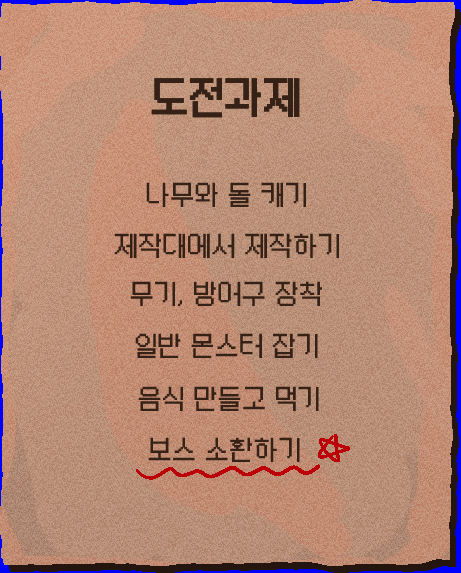 도전과제
나무와 돌 캐기
제작대에서 제작하기
무기, 방어구 장착
일반 몬스터 잡기
음식 만들고 먹기
보스 소환하기